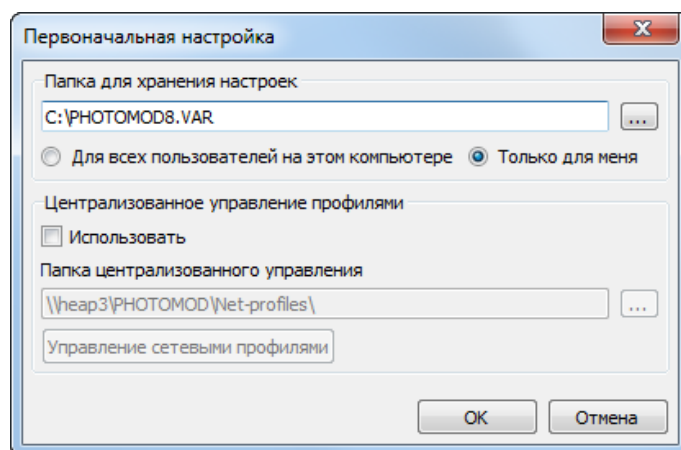 Первоначальная настройка
Папка для хранения настроек
C:\PHOTOMOD8.VAR
...
Для всех пользователей на этом компьютере Только для меня
Централизованное управление профилями
Использовать
Папка централизованного управления
\\heap3\PHOTOMOD\Net-profiles\
...
Управление сетевыми профилями
OK Отмена